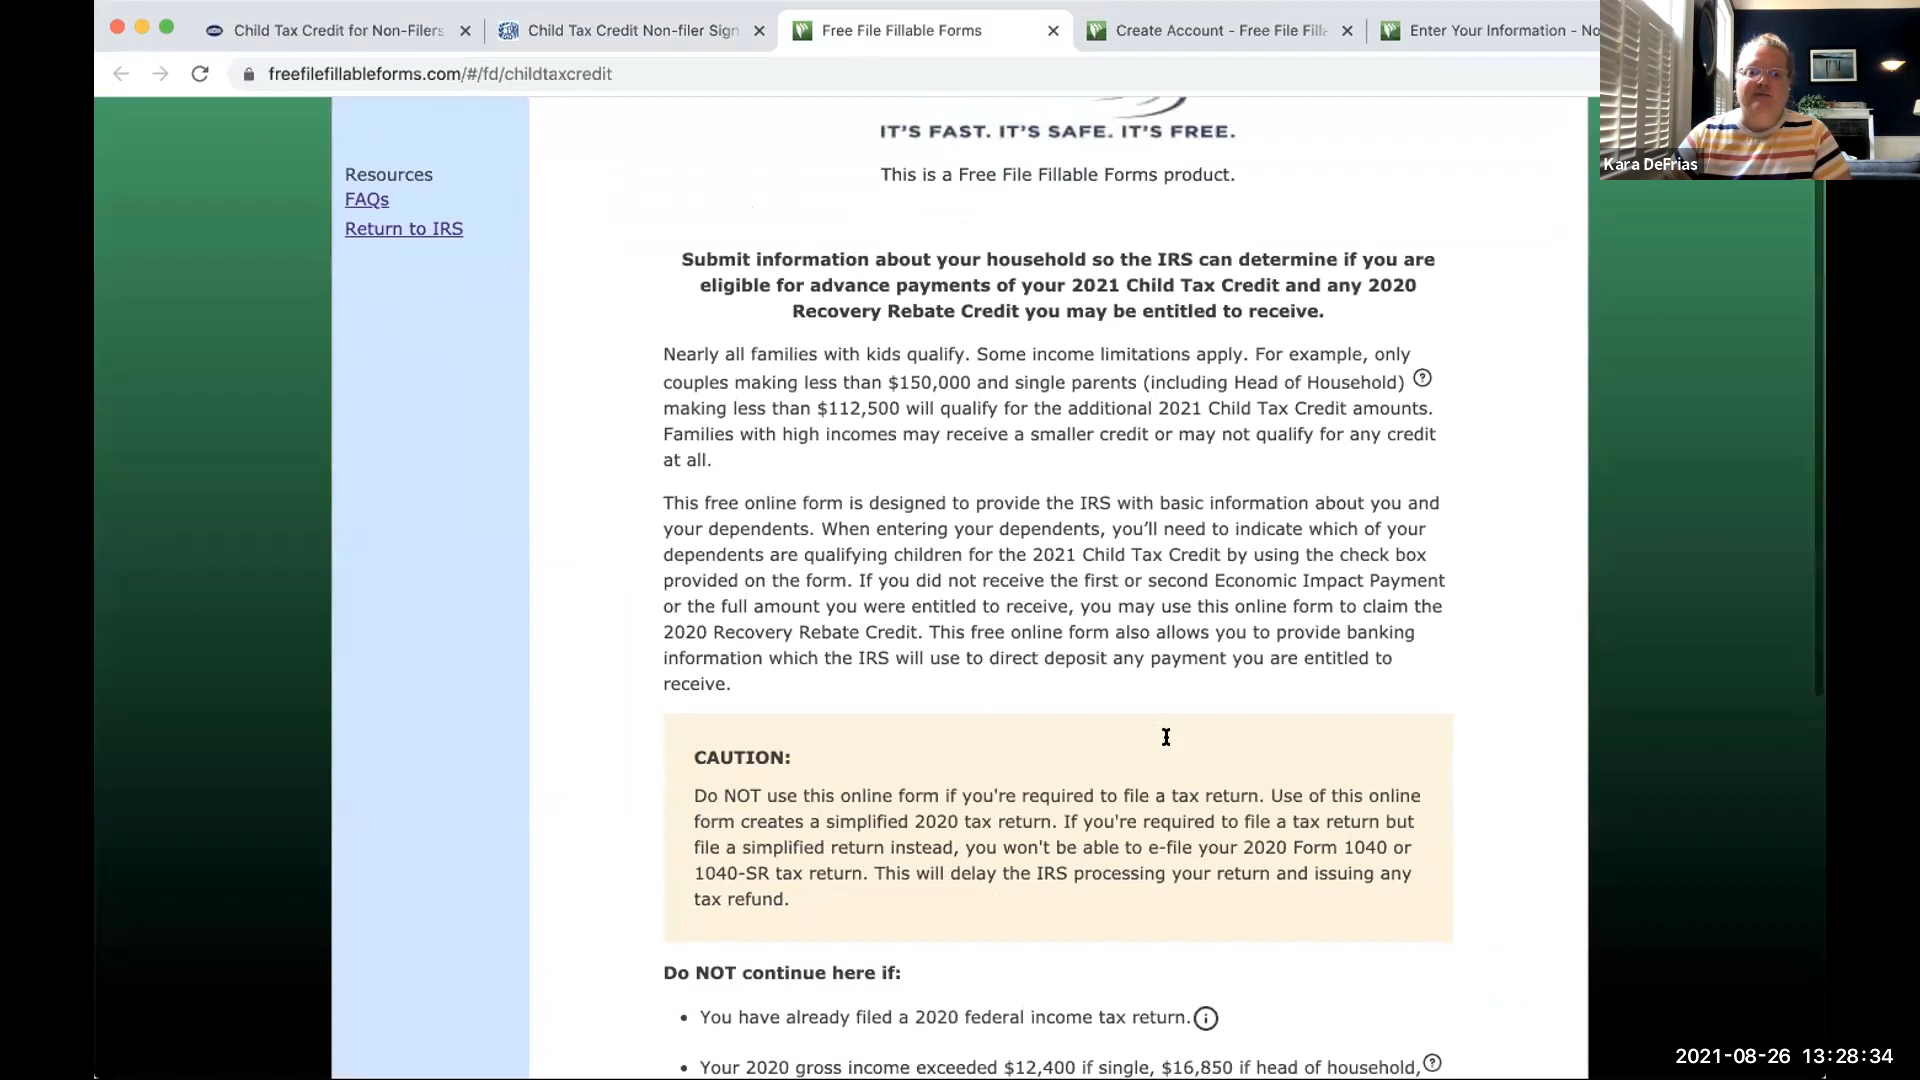 Child Tax Credit for Non-Filers
Child Tax Credit Non-filer Sign
Free File Fillable Forms
Create Account - Free File Filla
Enter Your Information - No
freefilefillableforms.com/#/fd/childtaxcredit
Kara DeFrias
Resources
FAQs
Return to IRS
IT'S FAST. IT'S SAFE. IT'S FREE.
This is a Free File Fillable Forms product.
Submit information about your household so the IRS can determine if you are
eligible for advance payments of your 2021 Child Tax Credit and any 2020
Recovery Rebate Credit you may be entitled to receive.
Nearly all families with kids qualify. Some income limitations apply. For example, only
couples making less than $150,000 and single parents (including Head of Household)
making less than $112,500 will qualify for the additional 2021 Child Tax Credit amounts.
Families with high incomes may receive a smaller credit or may not qualify for any credit
at all.
This free online form is designed to provide the IRS with basic information about you and
your dependents. When entering your dependents, you’ll need to indicate which of your
dependents are qualifying children for the 2021 Child Tax Credit by using the check box
provided on the form. If you did not receive the first or second Economic Impact Payment
or the full amount you were entitled to receive, you may use this online form to claim the
2020 Recovery Rebate Credit. This free online form also allows you to provide banking
information which the IRS will use to direct deposit any payment you are entitled to
receive.
CAUTION:
Do NOT use this online form if you're required to file a tax return. Use of this online
form creates a simplified 2020 tax return. If you're required to file a tax return but
file a simplified return instead, you won't be able to e-file your 2020 Form 1040 or
1040-SR tax return. This will delay the IRS processing your return and issuing any
tax refund.
Do NOT continue here if:
• You have already filed a 2020 federal income tax return.
• Your 2020 gross income exceeded $12,400 if single, $16,850 if head of household,
2021-08-26 13:28:34